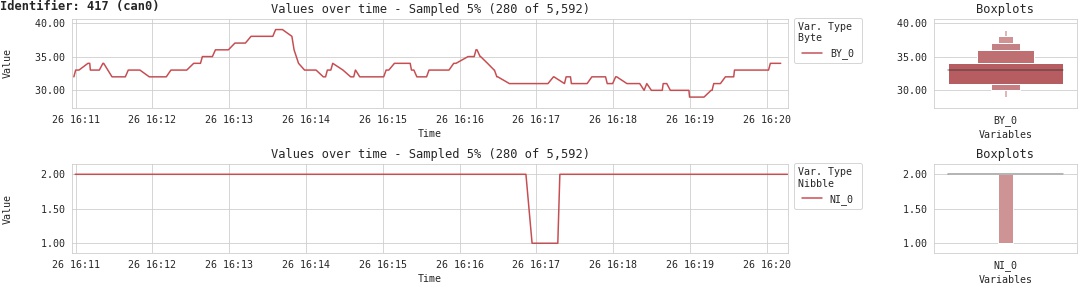 Identifier: 417 (can0)
Values over time - Sampled 5% (280 of 5,592)
Boxplots
40.00
35.00
30.00
Value
26 16:11 26 16:12 26 16:13 26 16:14 26 16:15 26 16:16 26 16:17 26 16:18 26 16:19 26 16:20
Time
Var. Type
Byte
BY_0
40.00
35.00
30.00
BY_0
Variables
Values over time - Sampled 5% (280 of 5,592)
Boxplots
2.00
1.50
1.00
Value
26 16:11 26 16:12 26 16:13 26 16:14 26 16:15 26 16:16 26 16:17 26 16:18 26 16:19 26 16:20
Time
Var. Type
Nibble
NI_0
2.00
1.50
1.00
NI_0
Variables